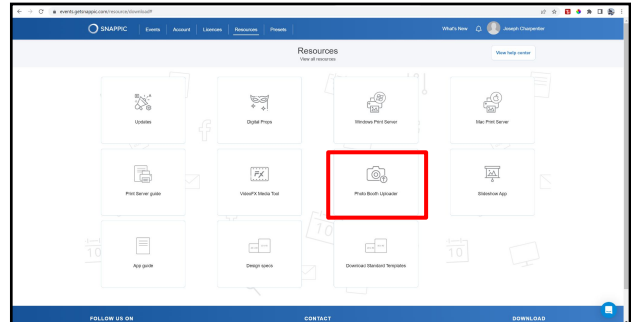 events.getsnappic.com/resource/download#
SNAPPIC Events Account Licences Resources Presets What's New Joseph Charpentier
Resources
View all resources
View help center
Updates Digital Props Windows Print Server Mac Print Server
Print Server guide VideoFX Media Tool Photo Booth Uploader Slideshow App
App guide Design specs Download Standard Templates
FOLLOW US ON CONTACT DOWNLOAD